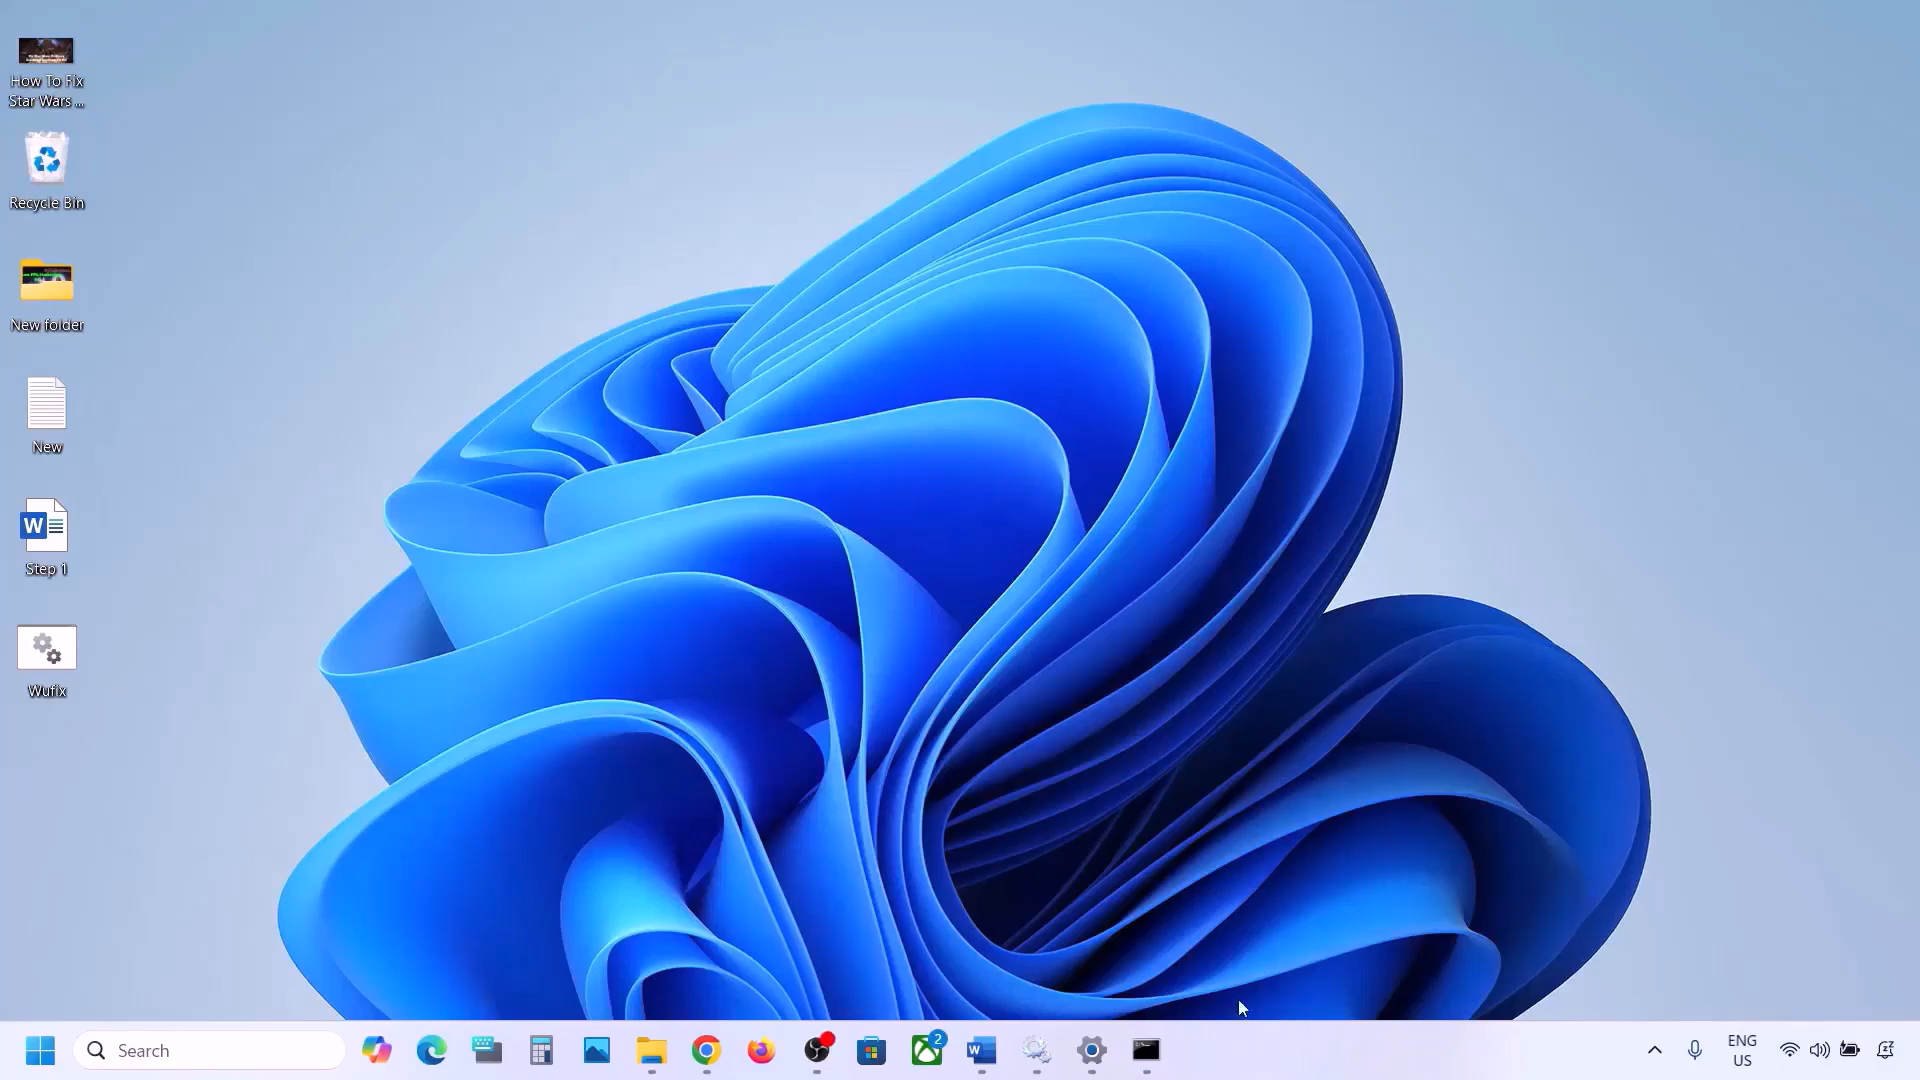 How To Fix
Star Wars ...
Recycle Bin
New folder
New
W
Step 1
Wufix
Search
2
W
ENG
US